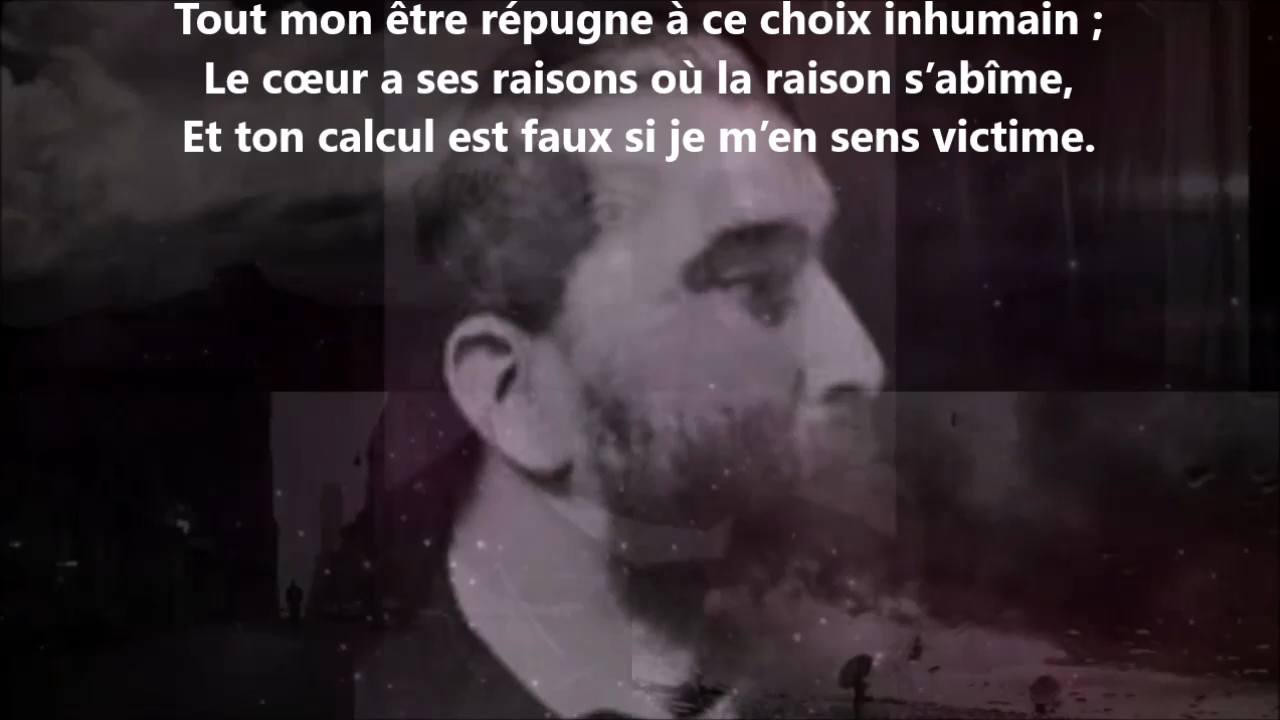 Tout mon être répugne à ce choix inhumain ;
Le cœur a ses raisons où la raison s’abîme,
Et ton calcul est faux si je m’en sens victime.